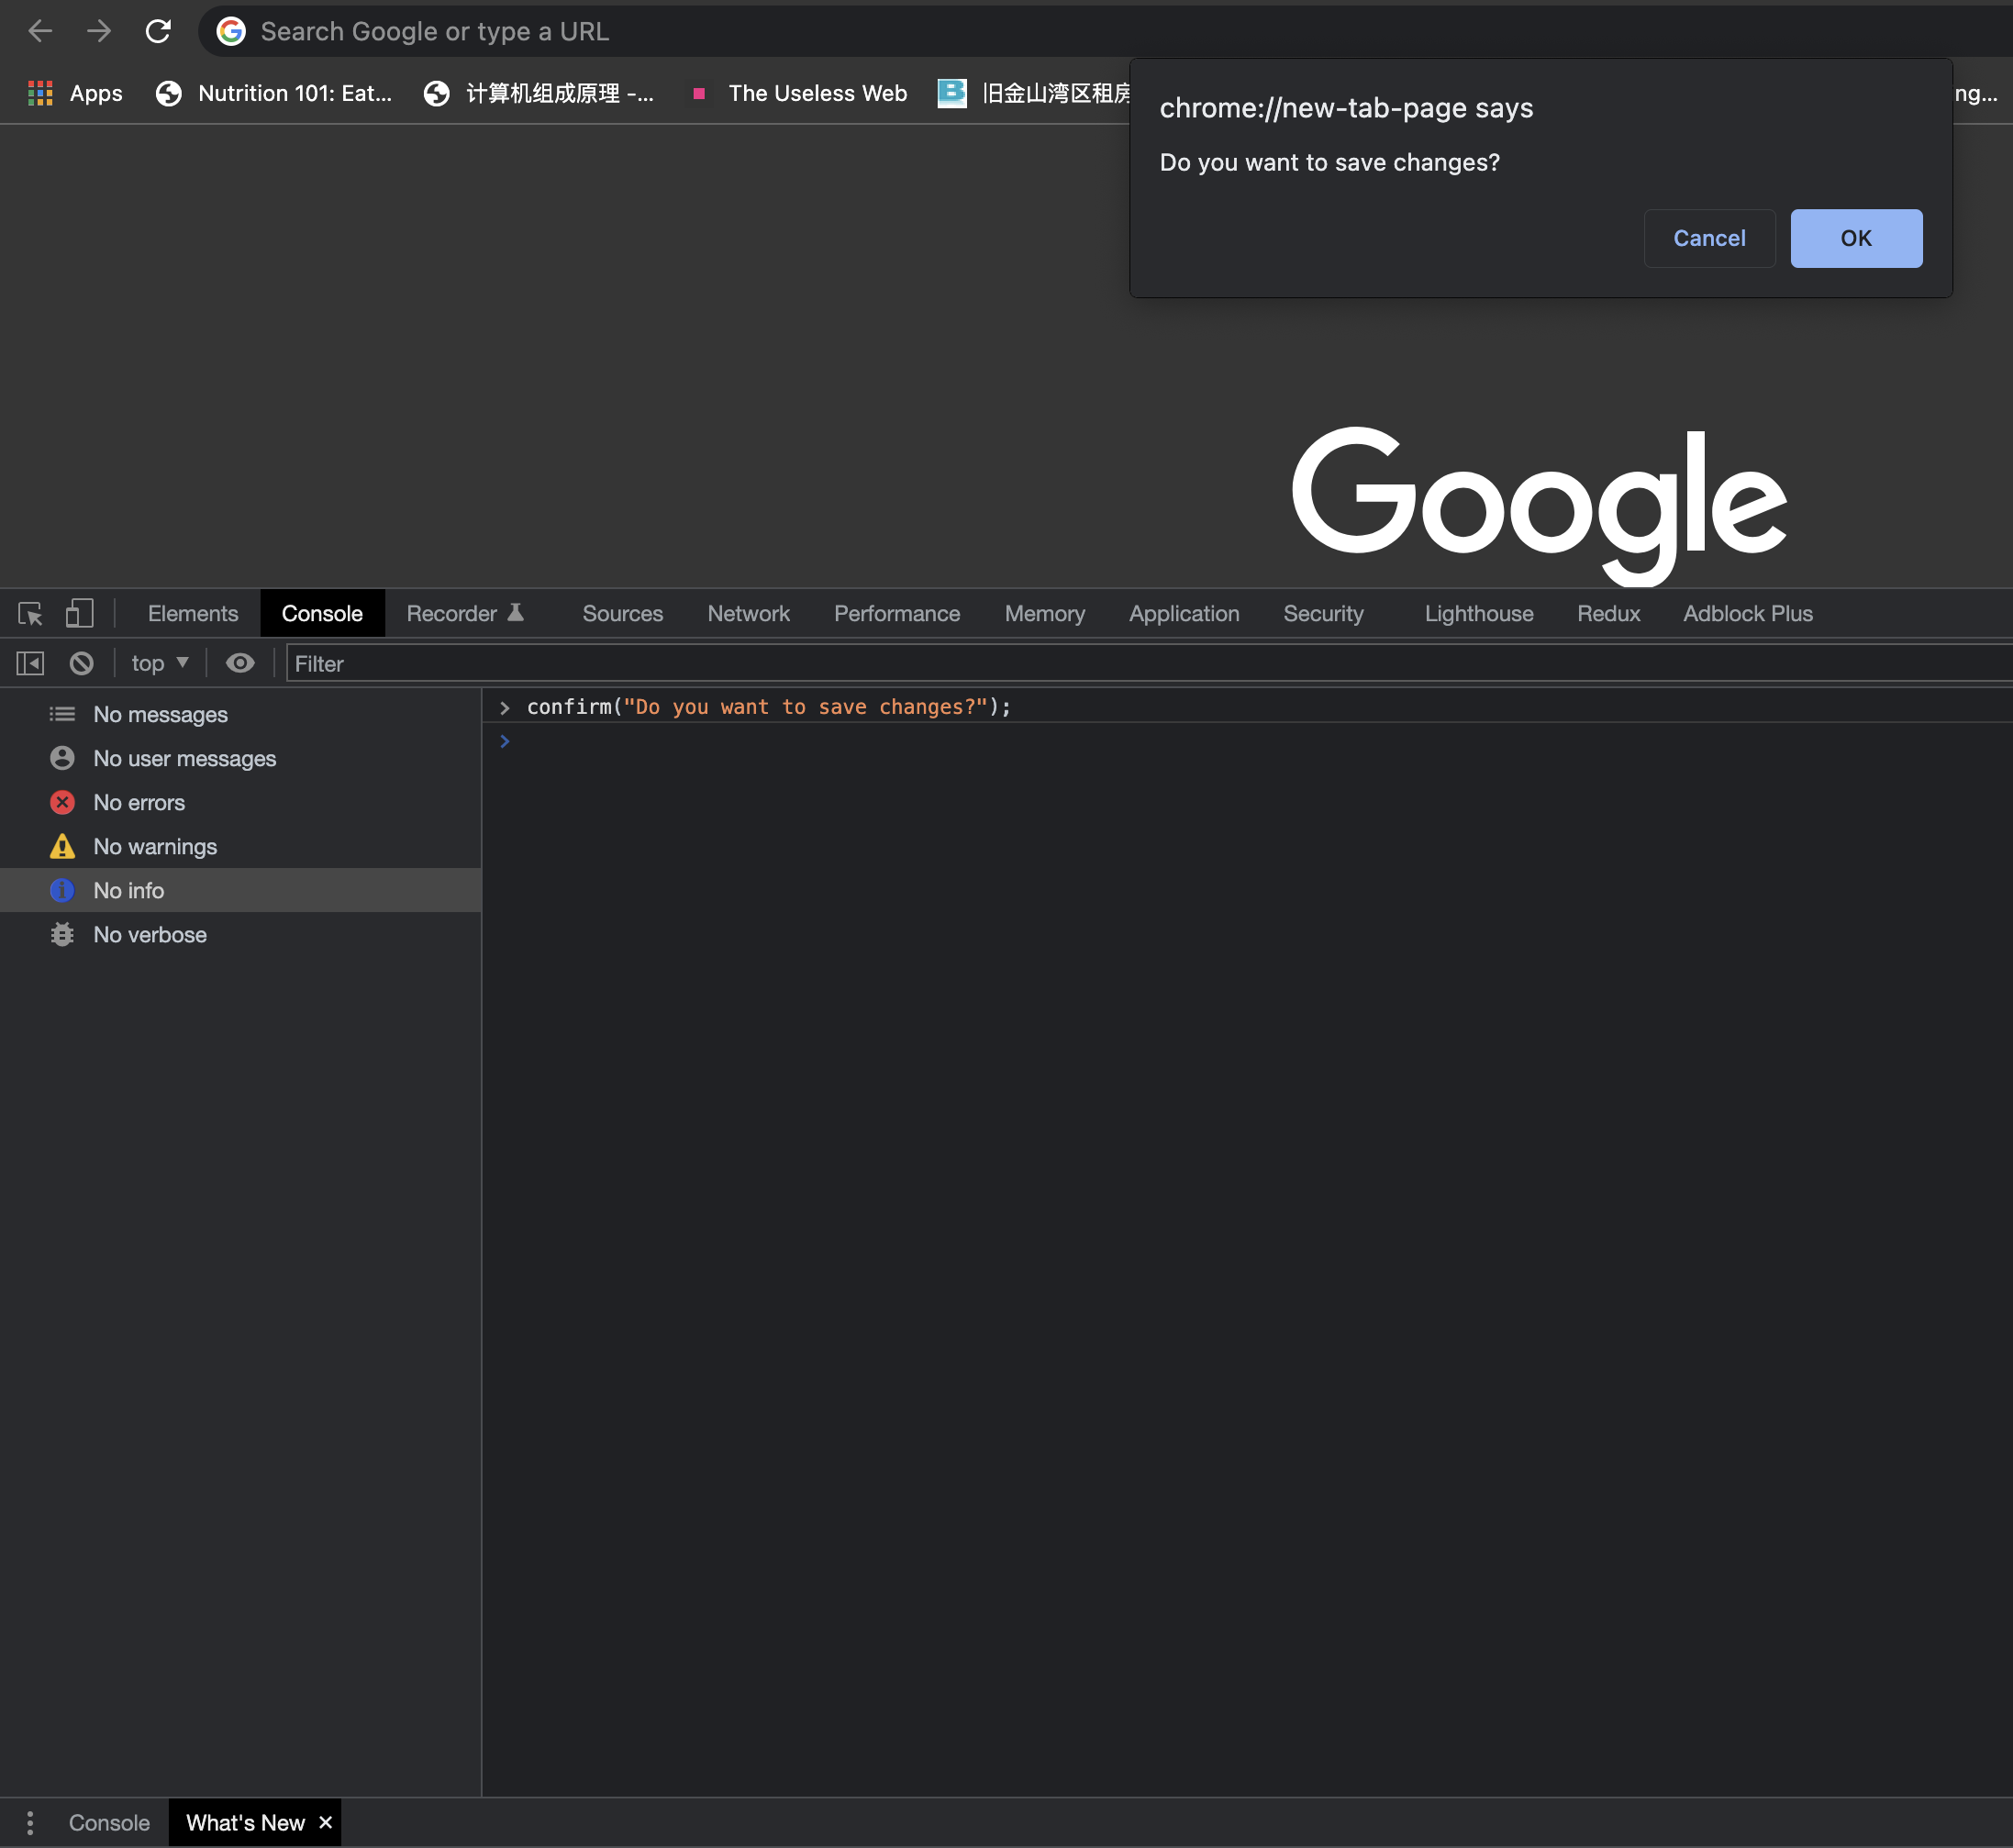 Search Google or type a URL
Apps
Nutrition 101: Eat...
计算机组成原理 -...
The Useless Web
旧金山湾区租房
ng...
chrome://new-tab-page says
Do you want to save changes?
Cancel
OK
Google
Elements Console Recorder Sources Network Performance Memory Application Security Lighthouse Redux Adblock Plus
top
Filter
No messages
No user messages
No errors
No warnings
No info
No verbose
> confirm("Do you want to save changes?");
>
Console
What's New ×